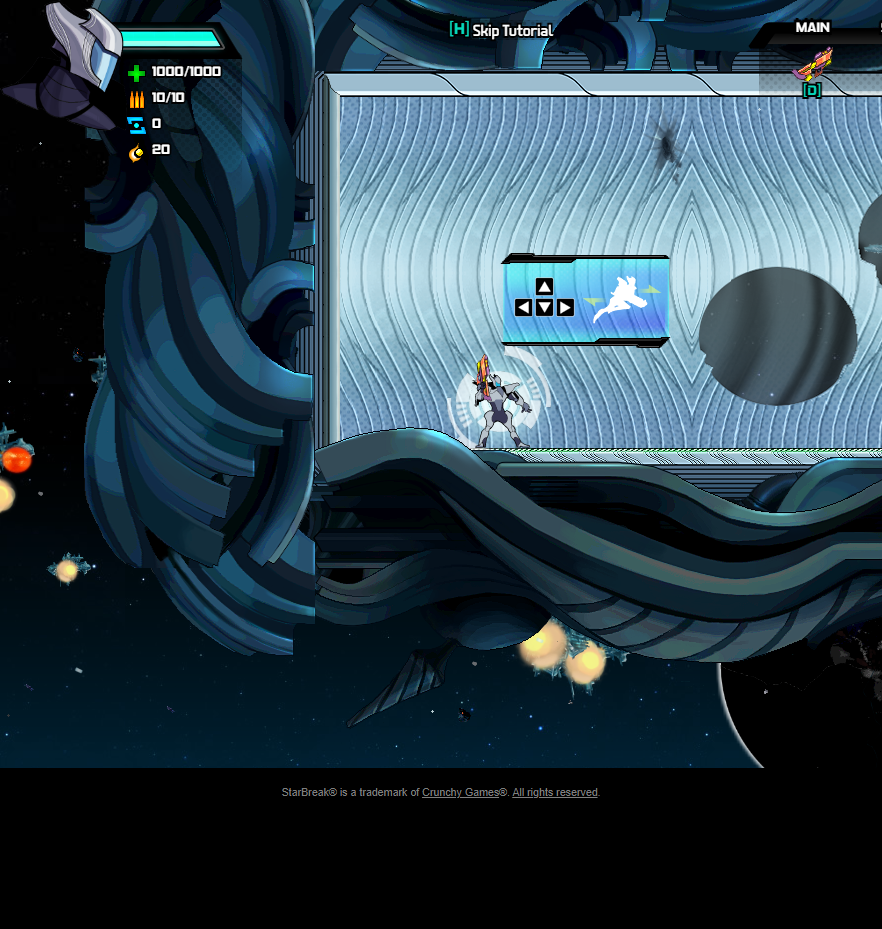 [H] Skip Tutorial
MAIN
1000/1000
[D]
10/10
0
20
StarBreak® is a trademark of Crunchy Games®. All rights reserved.